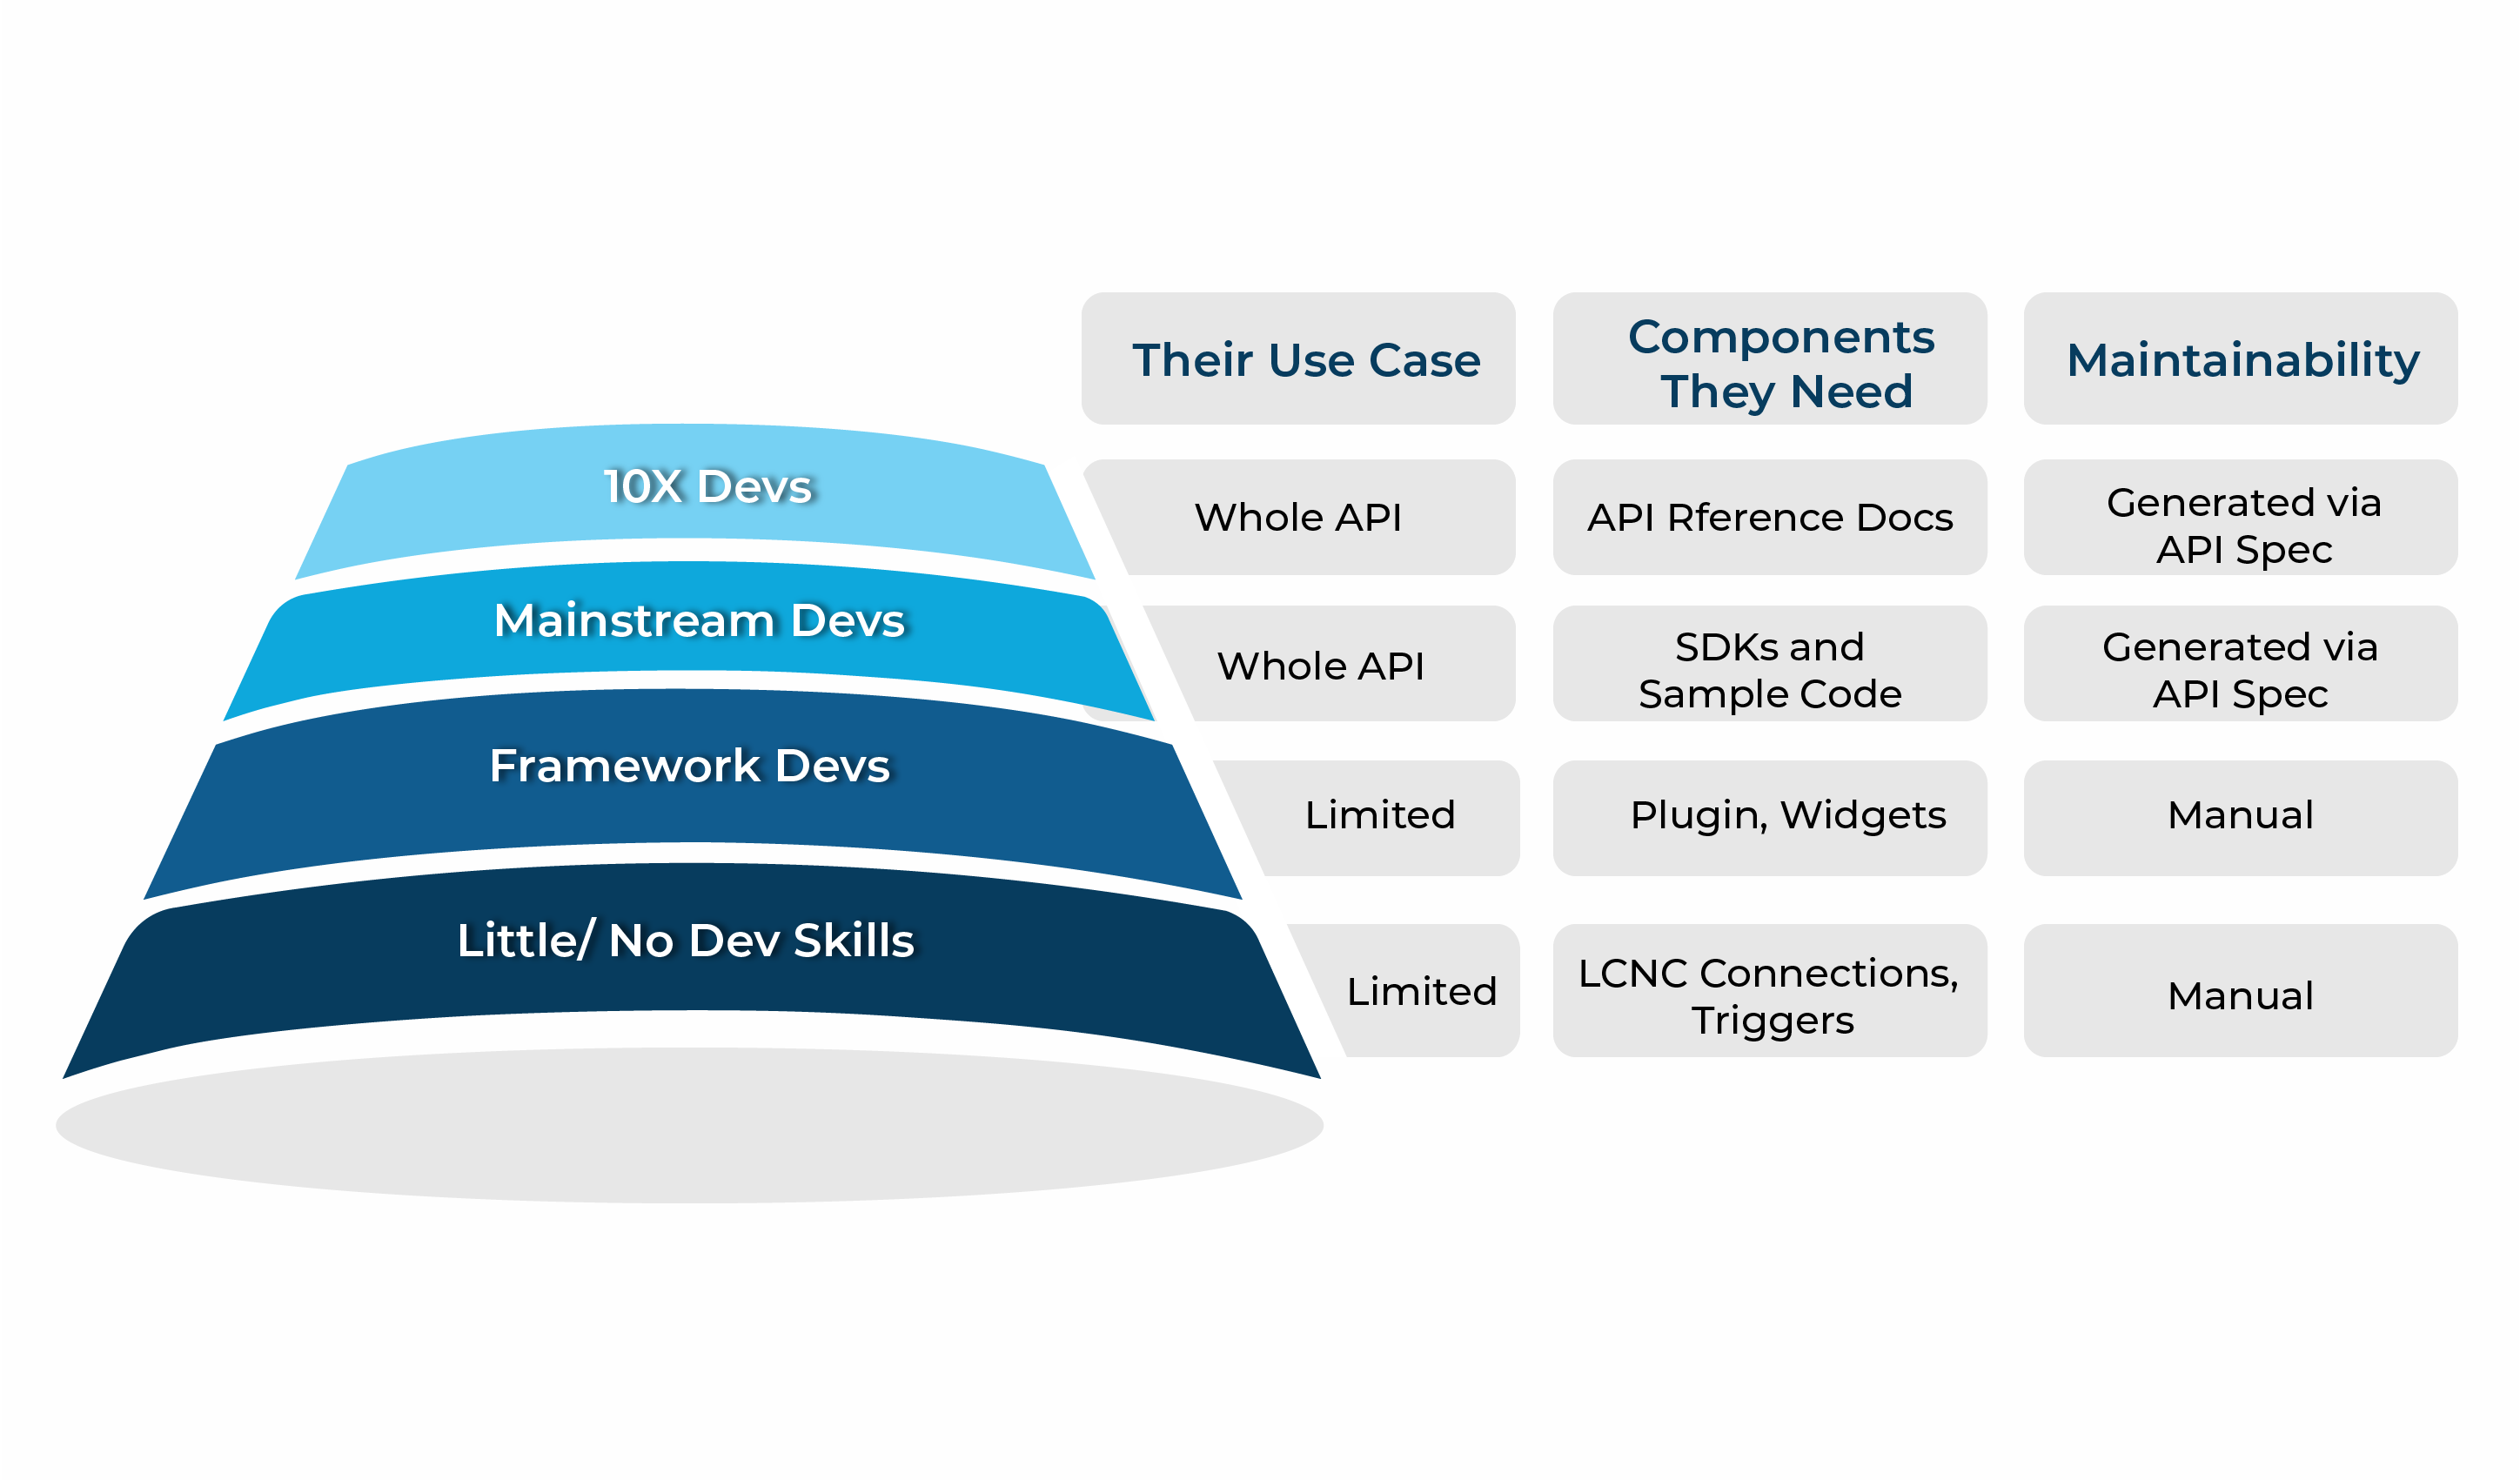 Their Use Case
Components
They Need
Maintainability
10X Devs
Whole API
API Rference Docs
Generated via
API Spec
Mainstream Devs
Whole API
SDKs and
Sample Code
Generated via
API Spec
Framework Devs
Limited
Plugin, Widgets
Manual
Little/ No Dev Skills
Limited
LCNC Connections,
Triggers
Manual